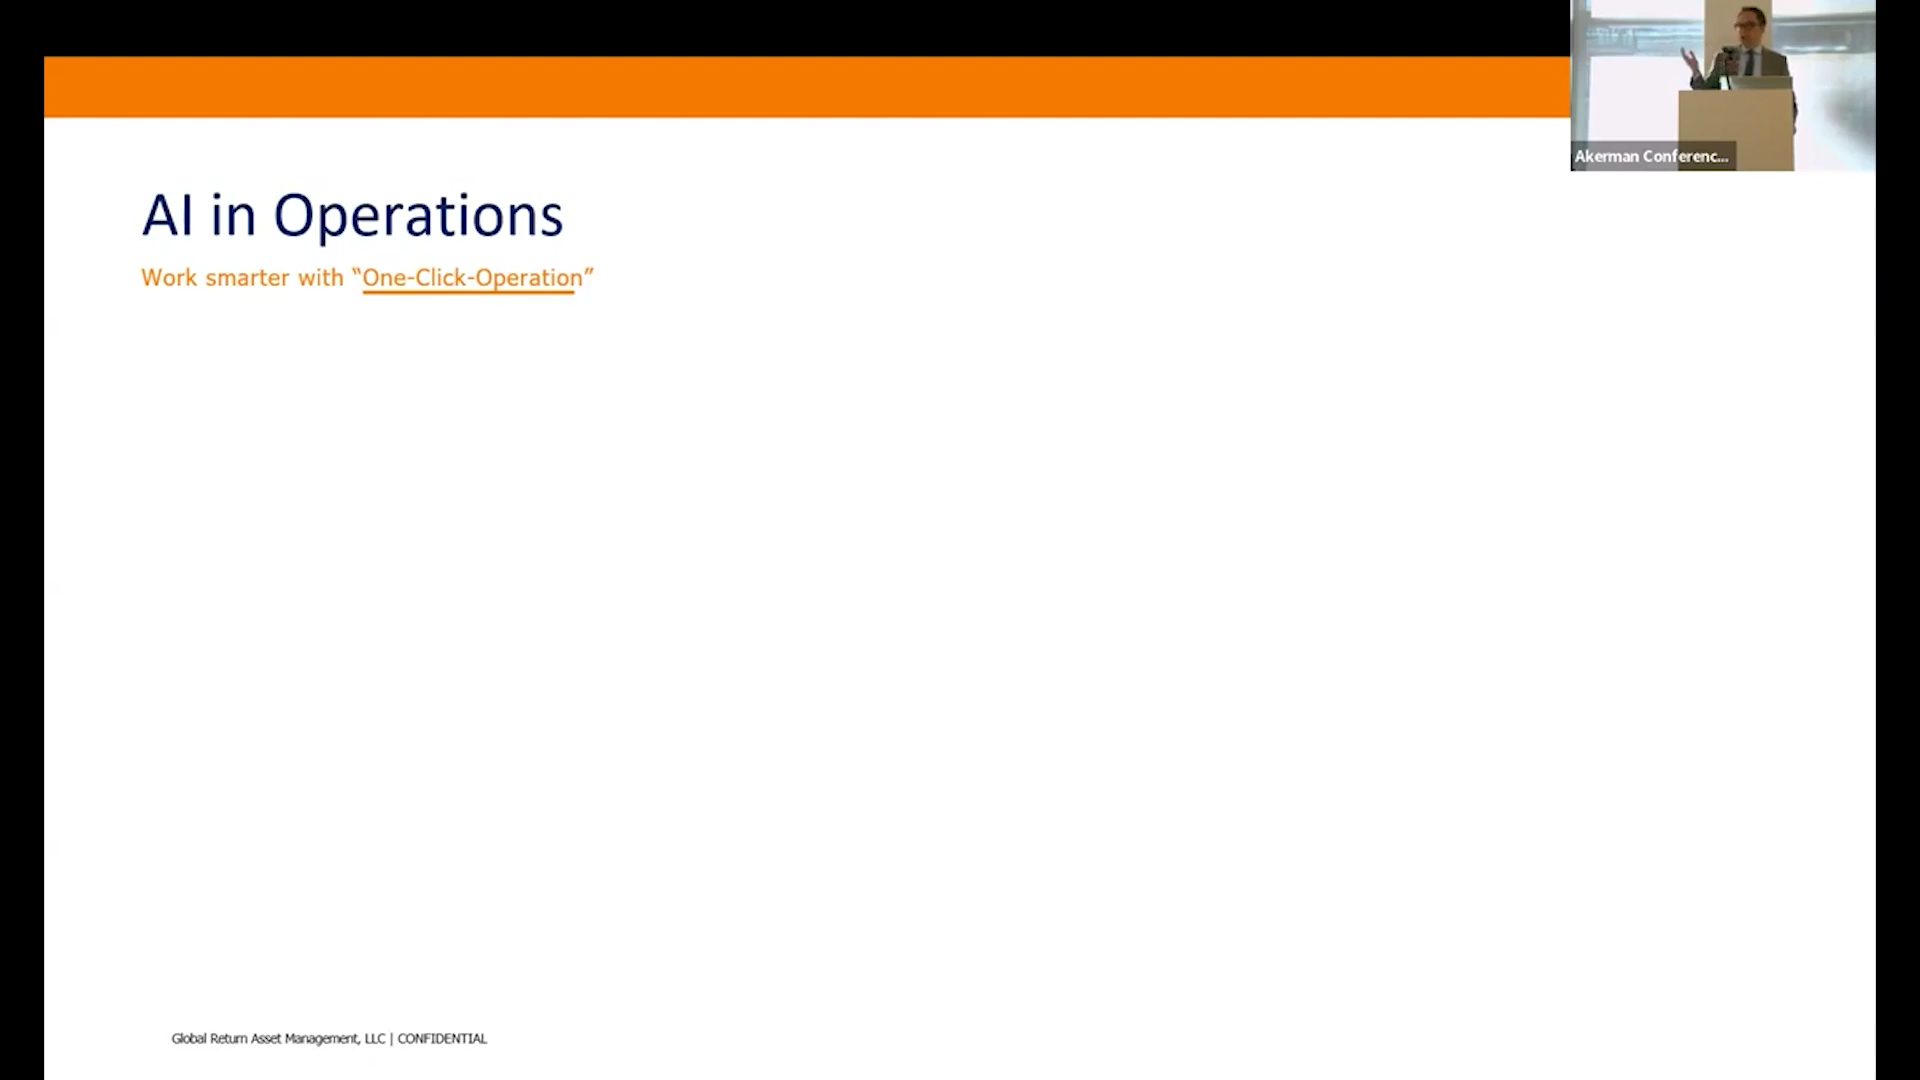 Akerman Conferenc...
AI in Operations
Work smarter with “One-Click-Operation”
Global Return Asset Management, LLC | CONFIDENTIAL